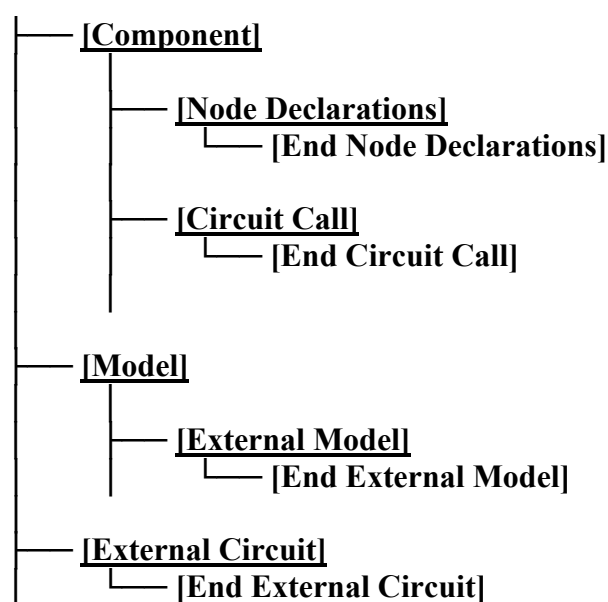 [Component]
[Node Declarations]
[End Node Declarations]
[Circuit Call]
[End Circuit Call]
[Model]
[External Model]
[End External Model]
[External Circuit]
[End External Circuit]